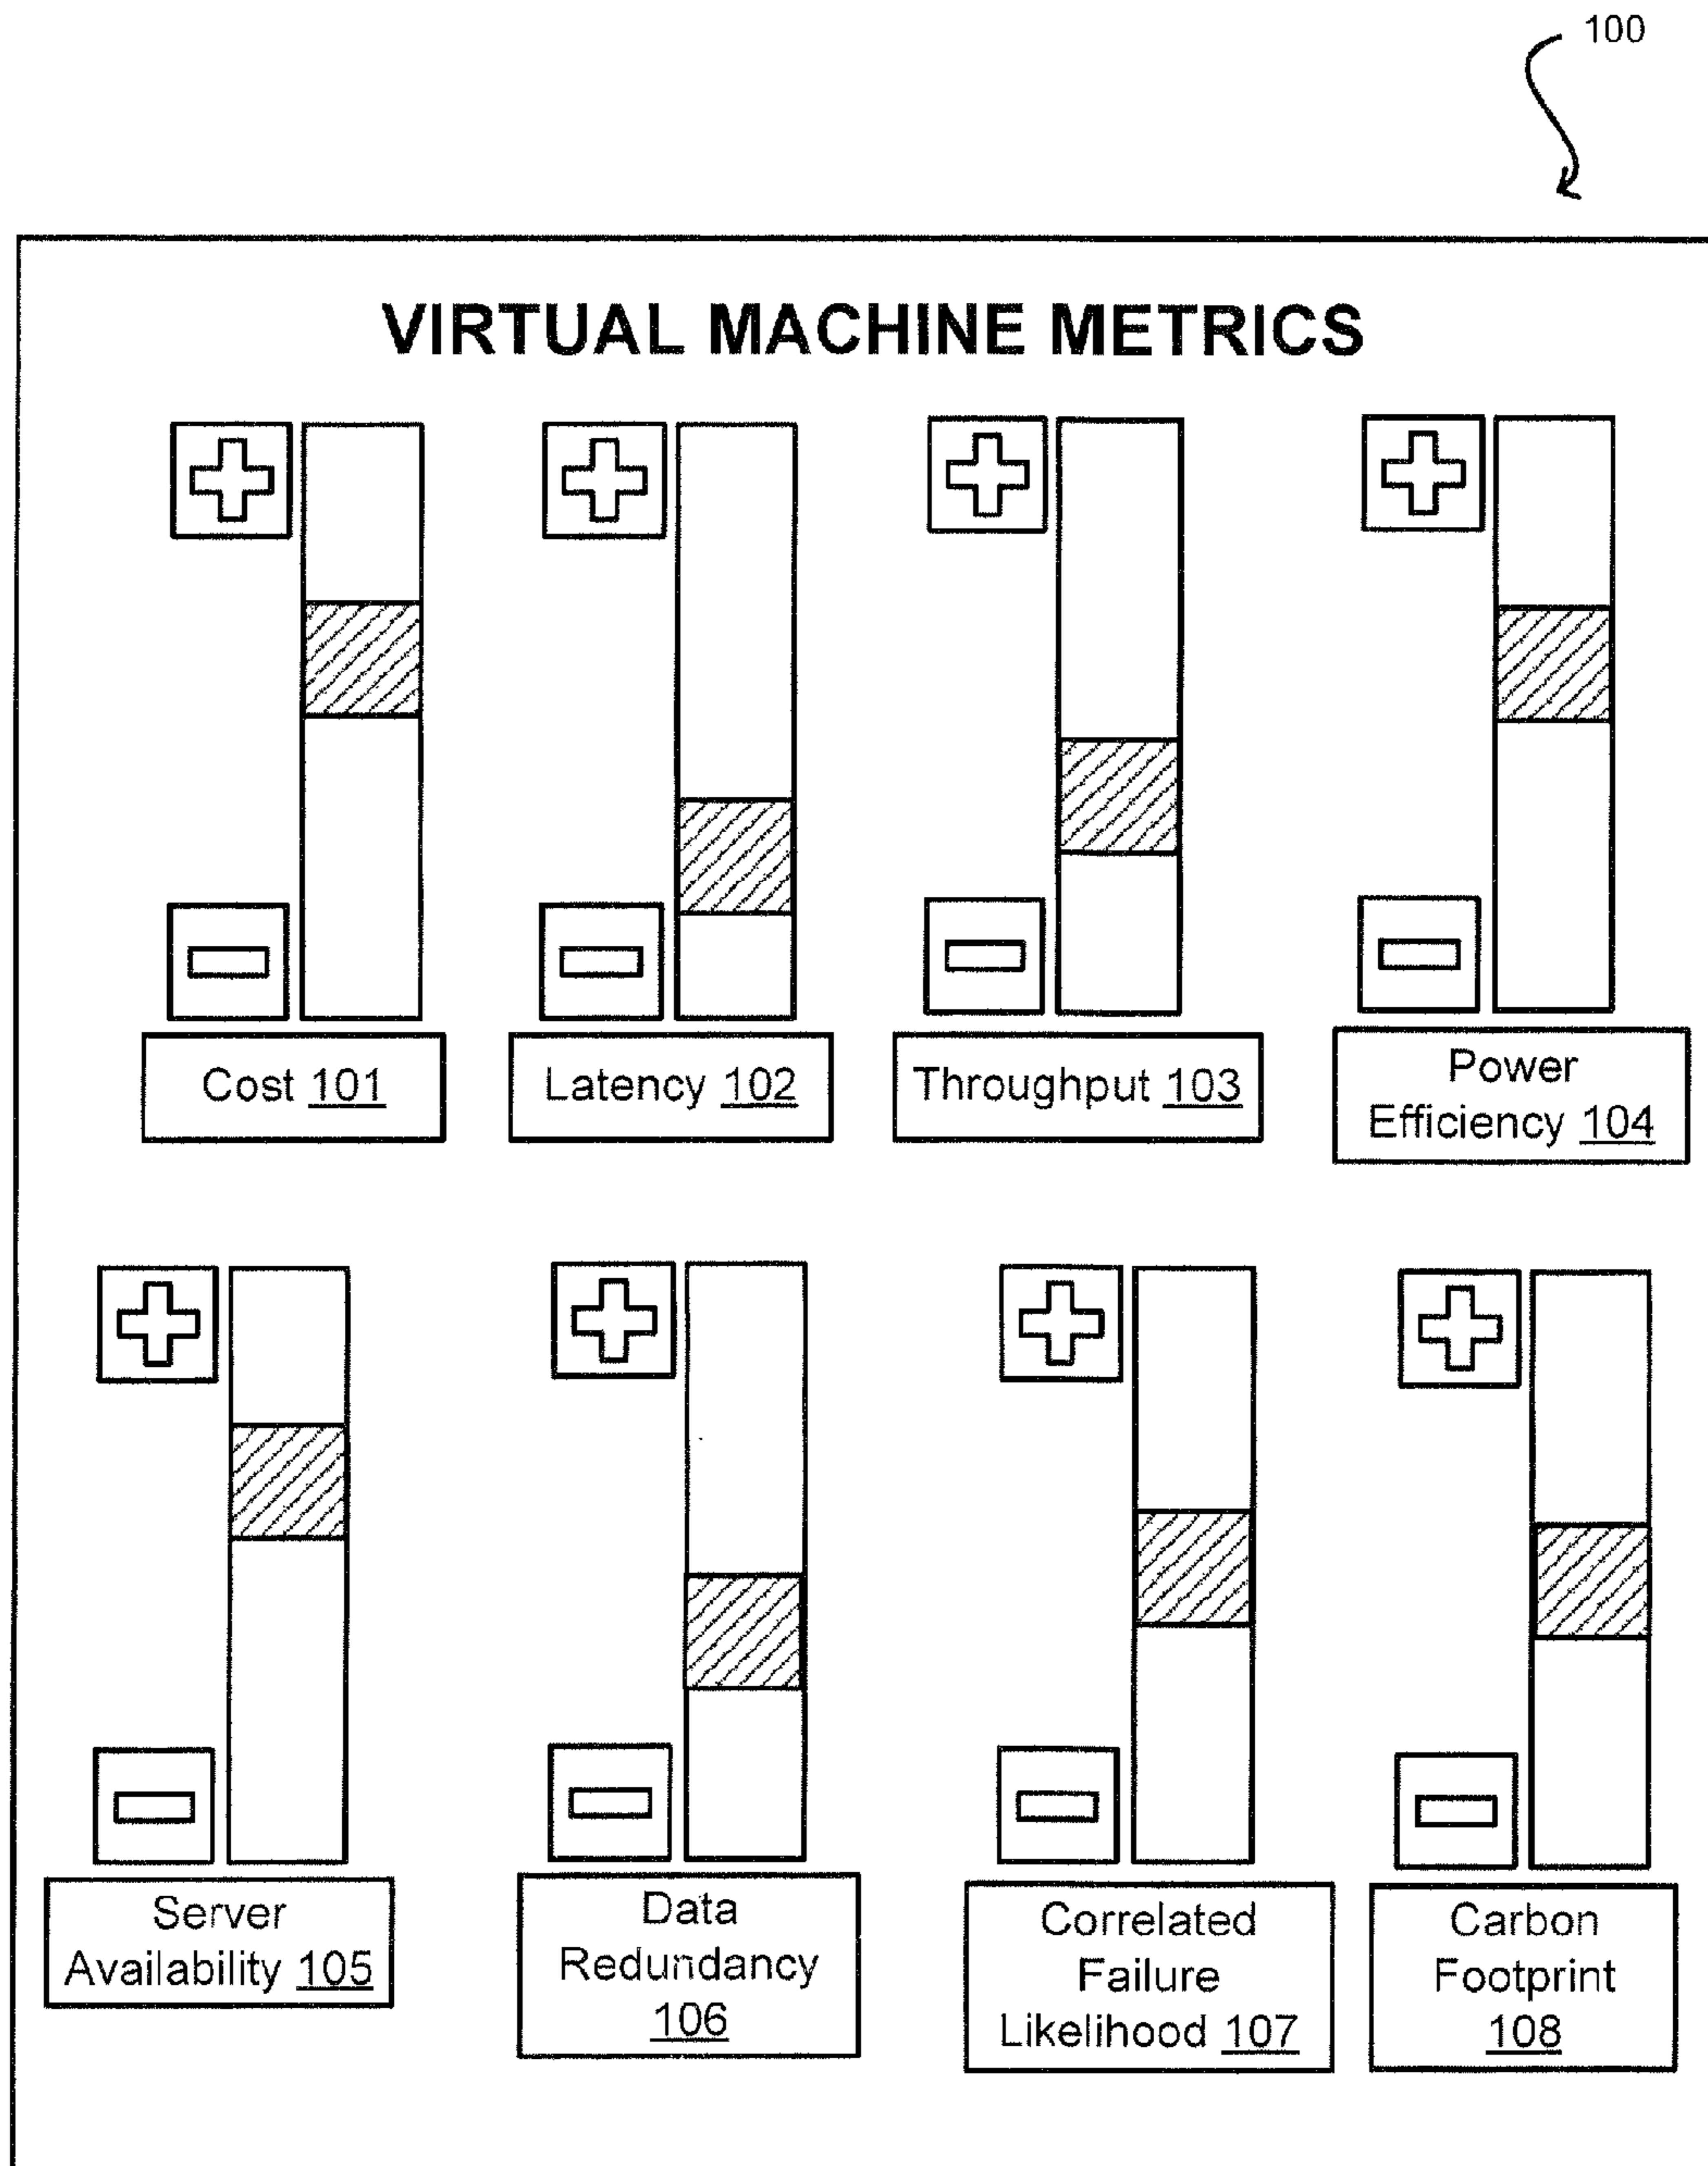 100
VIRTUAL MACHINE METRICS
Cost 101
Latency 102
Throughput 103
Power
Efficiency 104
Server
Availability 105
Data
Redundancy
106
Correlated
Failure
Likelihood 107
Carbon
Footprint
108